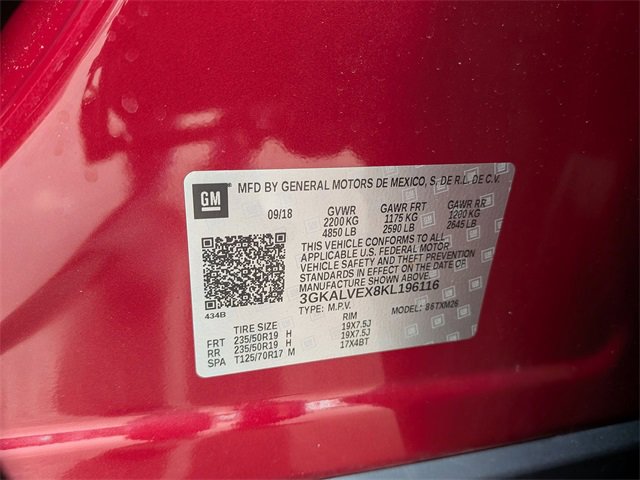 GM
MFD BY GENERAL MOTORS DE MEXICO, S, DE R.L. DE C.V.
09/18 GVWR GAWR FRT GAWR RR
2200 KG 1175 KG 1200 KG
4850 LB 2590 LB 2645 LB
THIS VEHICLE CONFORMS TO ALL
APPLICABLE U.S. FEDERAL MOTOR
VEHICLE SAFETY AND THEFT
PREVENTION STANDARDS IN EFFECT
ON THE DATE OF MANUFACTURE
SHOWN ABOVE.
3GKALVEX8KL196116
434B
TYPE: M.P.V. MODEL: 86TXM26
TIRE SIZE RIM
FRT 235/50R19 H 19X7.5J
RR 235/50R19 H 19X7.5J
SPA T125/70R17 M 17X4BT